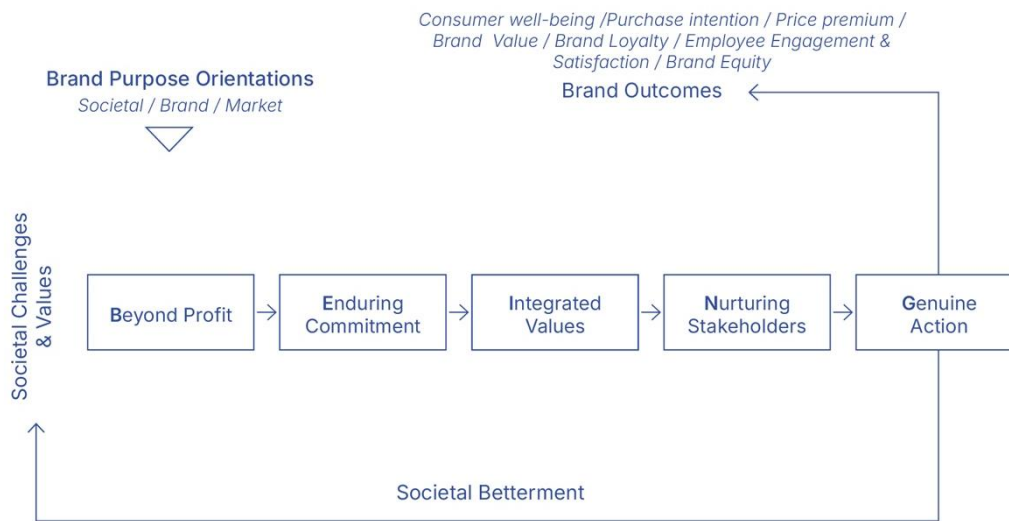 Consumer well-being /Purchase intention / Price premium /
Brand Value / Brand Loyalty / Employee Engagement &
Satisfaction / Brand Equity
Brand Outcomes
Brand Purpose Orientations
Societal / Brand / Market
Societal Challenges
& Values
Beyond Profit
Enduring
Commitment
Integrated
Values
Nurturing
Stakeholders
Genuine
Action
Societal Betterment